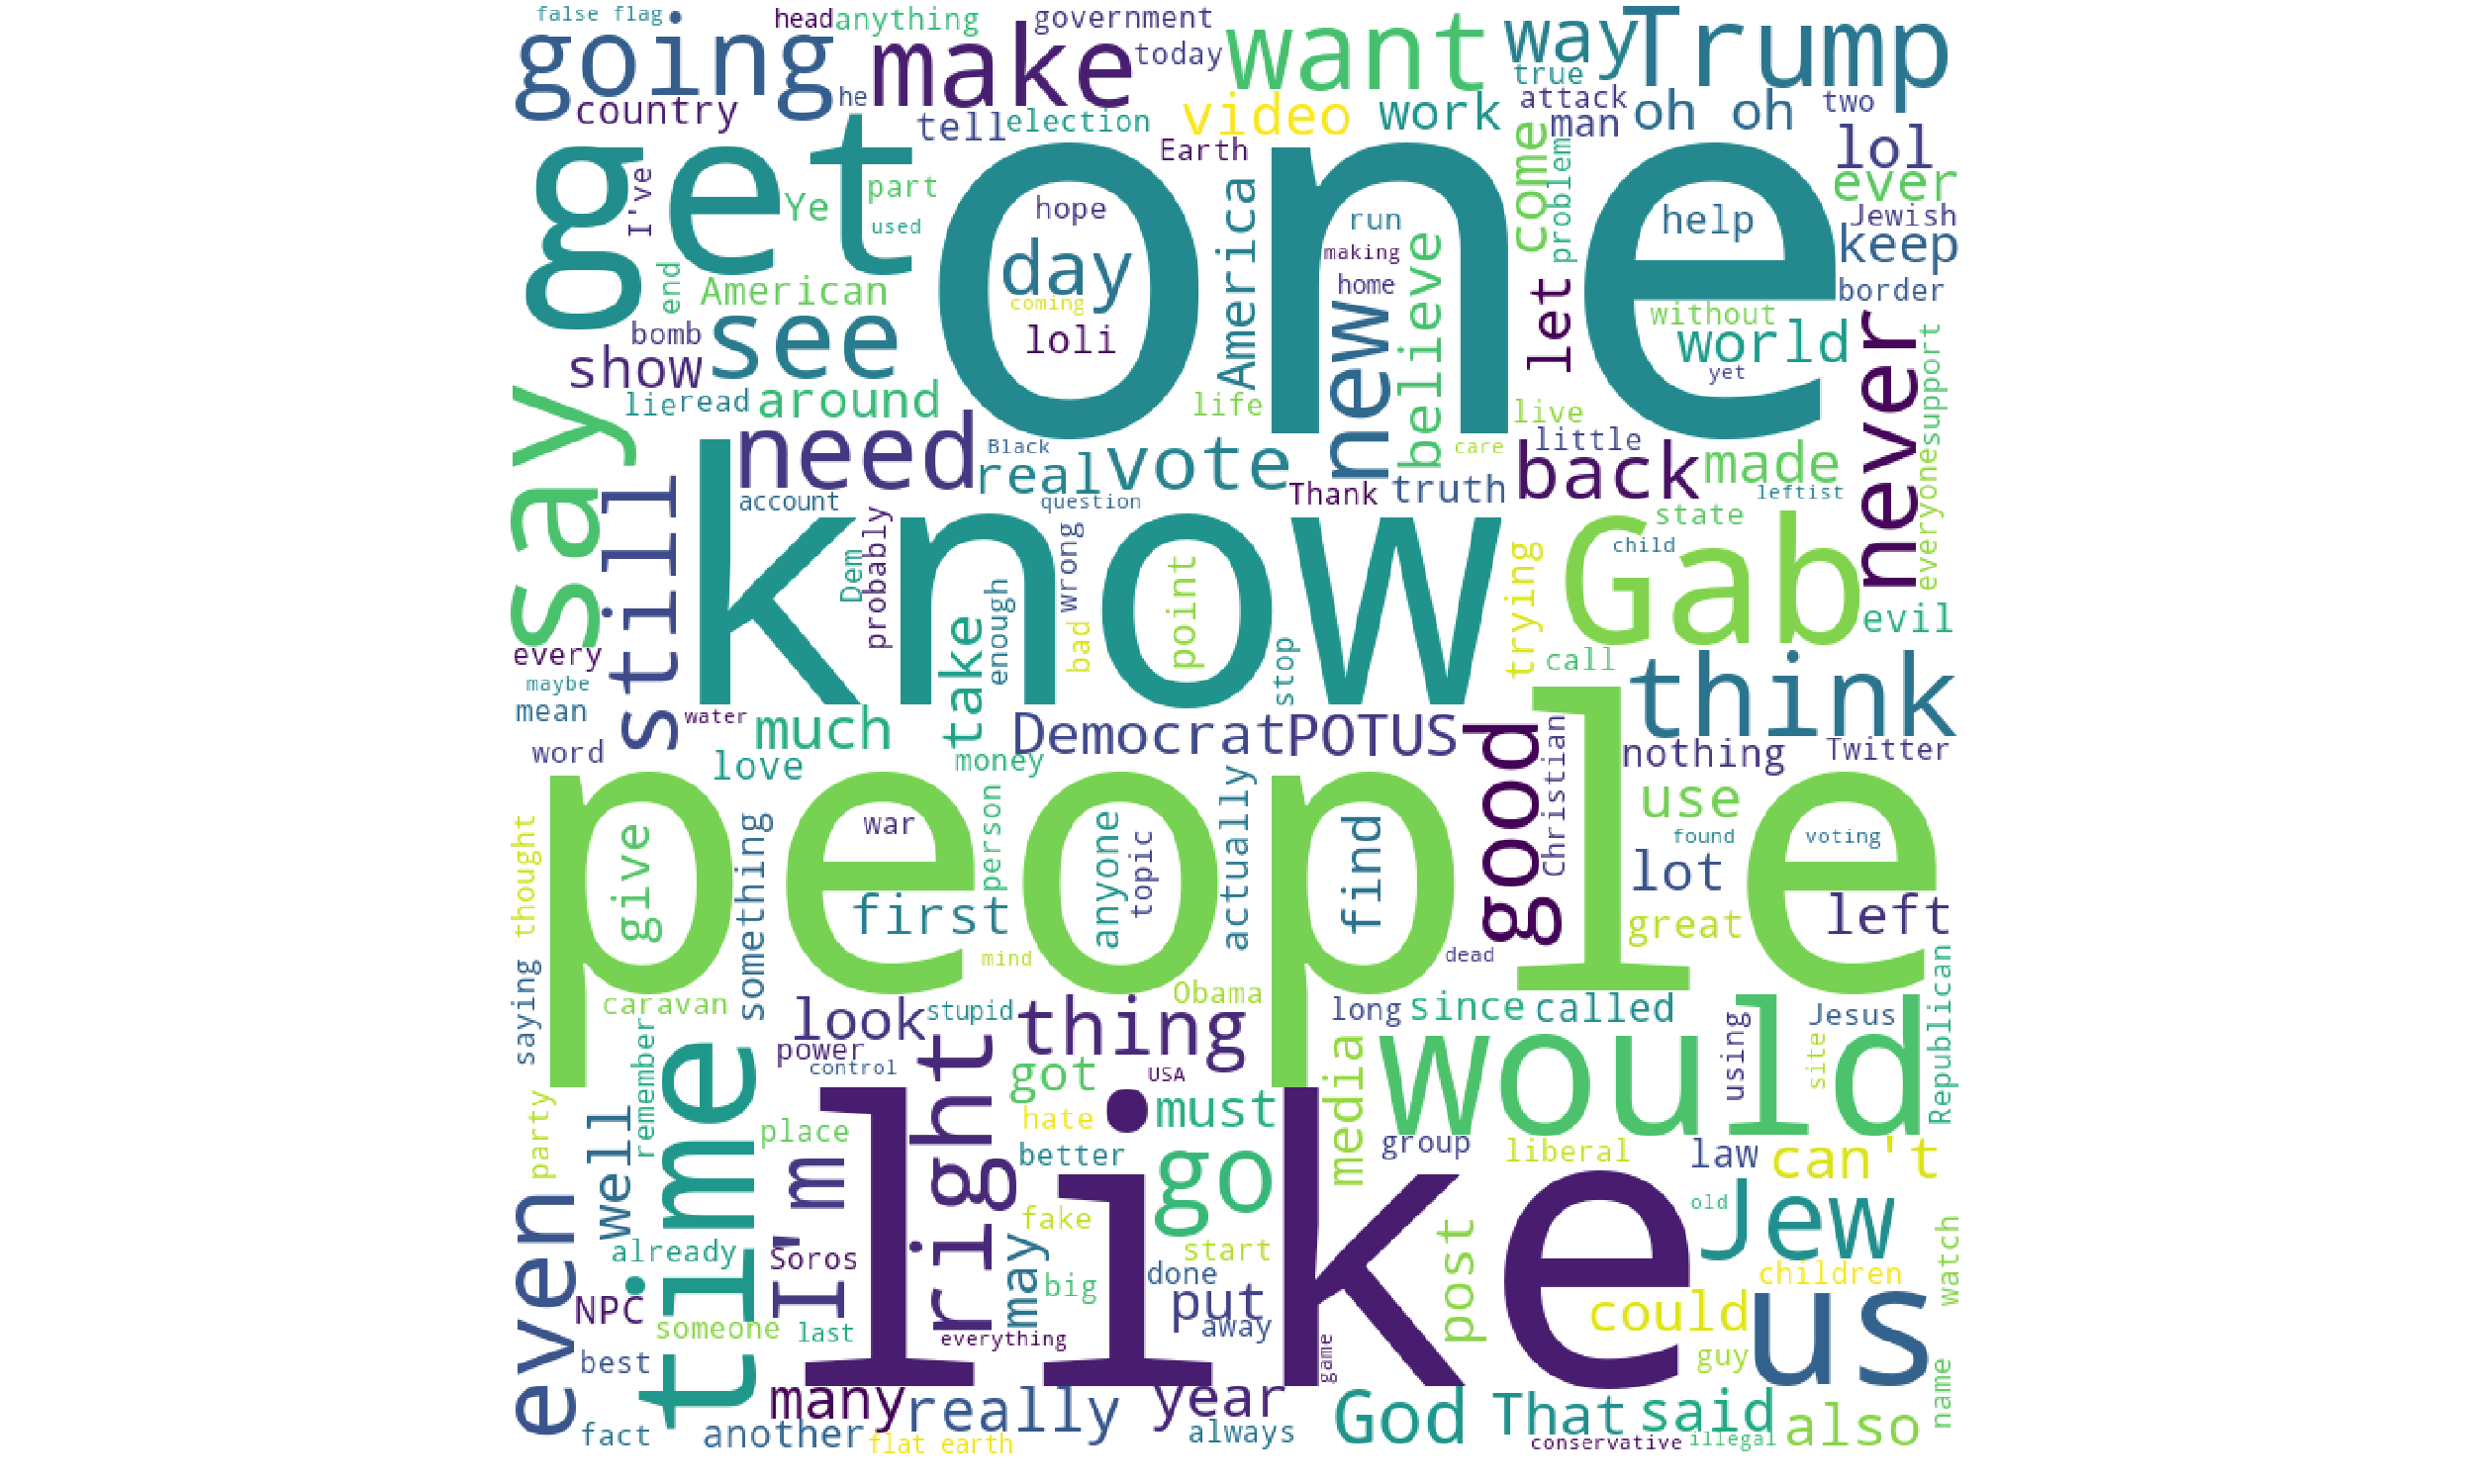 false flag
head
anything
government
going
make
today
want
way
Trump
true
country
he
tell
election
video
work
attack
man
oh oh
two
lol
get
one
Earth
come
problem
ever
I've
Ye
part
used
hope
day
coming
loli
America
run
making
home
new
believe
help
Jewish
keep
let
without
world
yet
border
never
everyone
support
end
American
bomb
see
show
lie
read
around
life
live
say
still
need
Black
real
vote
care
little
back
made
account
question
Thank
truth
leftist
know
state
Gab
child
Dem
probably
enough
wrong
bad
point
stop
trying
call
evil
every
maybe
mean
water
much
take
think
word
love
money
Democrat
POTUS
good
Christian
nothing
Twitter
people
use
thought
give
something
war
person
anyone
topic
actually
find
found
voting
lot
first
great
left
mind
dead
saying
caravan
look
stupid
thing
Obama
long
since
called
Jesus
Republican
remember
power
control
got
USA
media
would
using
site
party
well
time
place
I'm
right
hate
must
better
go
group
liberal
law
can't
like
even
already
Soros
fake
may
start
big
done
put
away
post
old
Jew
children
watch
NPC
someone
last
everything
could
us
best
game
guy
name
many
really
year
God
That
said
also
fact
another
flat earth
always
conservative
illegal